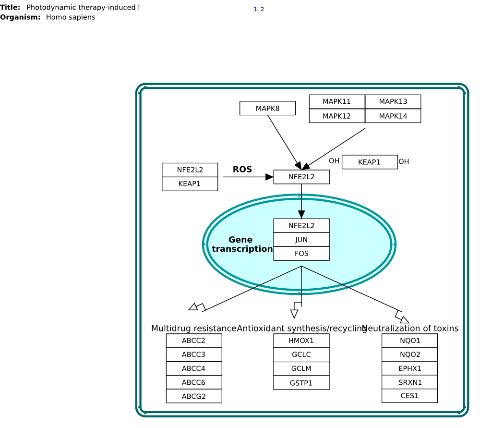 Title: Photodynamic therapy-induced
1, 2
Organism: Homo sapiens
MAPK8
MAPK11 MAPK13
MAPK12 MAPK14
OH KEAP1 OH
NFE2L2
KEAP1
ROS
NFE2L2
Gene
transcription
NFE2L2
JUN
FOS
Multidrug resistance
ABCC2
ABCC3
ABCC4
ABCC6
ABCG2
Antioxidant synthesis/recycling
HMOX1
GCLC
GCLM
GSTP1
Neutralization of toxins
NQO1
NQO2
EPHX1
SRXN1
CES1